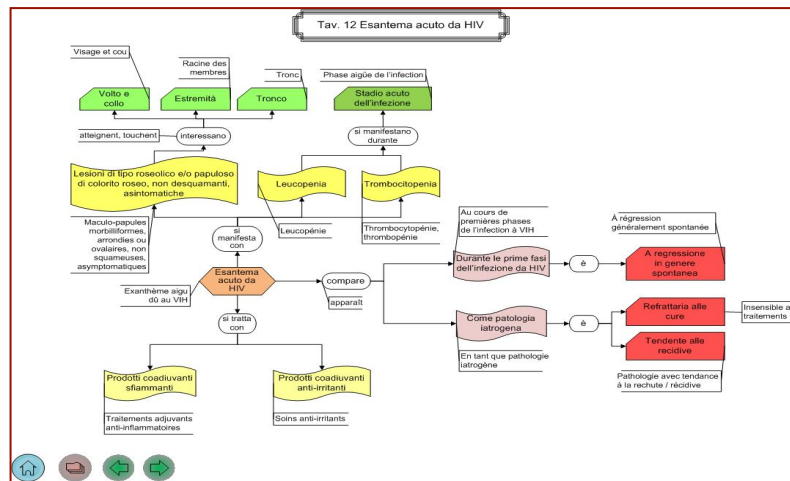 Tav. 12 Esantema acuto da HIV
Visage et cou
Racine des
membres
Tronc
Phase aigüe de l'infection
Volto e
collo
Estremità
Tronco
Stadio acuto
dell'infezione
atteignent, touchent
interessano
si manifestano
durante
Lesioni di tipo roseolico e/o papuloso
di colorito roseo, non desquamanti,
asintomatiche
Leucopenia
Trombocitopenia
Maculo-papules
morbilliformes,
arrondies ou
ovalaires, non
squameuses,
asymptomatiques
si
manifesta
con
Leucopénie
Thrombocytopénie,
thrombopénie
Au cours de
premières phases
de l'infection à VIH
À régression
généralement spontanée
Durante le prime fasi
dell'infezione da HIV
è
A regressione
in genere
spontanea
Exanthème aigu
dû au VIH
Esantema
acuto da
HIV
compare
apparaît
si tratta
con
Come patologia
iatrogena
è
Refrattaria alle
cure
Insensible a
traitements
Tendente alle
recidive
En tant que pathologie
iatrogène
Pathologie avec tendance
à la rechute / récidive
Prodotti coadiuvanti
sfiammanti
Prodotti coadiuvanti
anti-irritanti
Traitements adjuvants
anti-inflammatoires
Soins anti-irritants